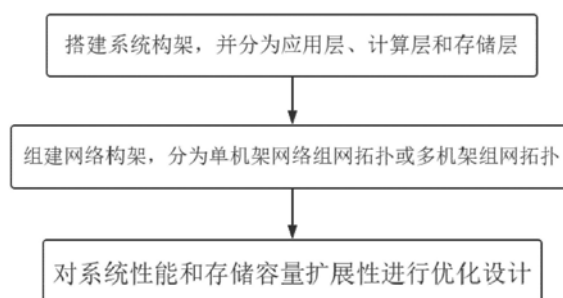 搭建系统构架，并分为应用层、计算层和存储层
组建网络构架，分为单机架网络组网拓扑或多机架组网拓扑
对系统性能和存储容量扩展性进行优化设计